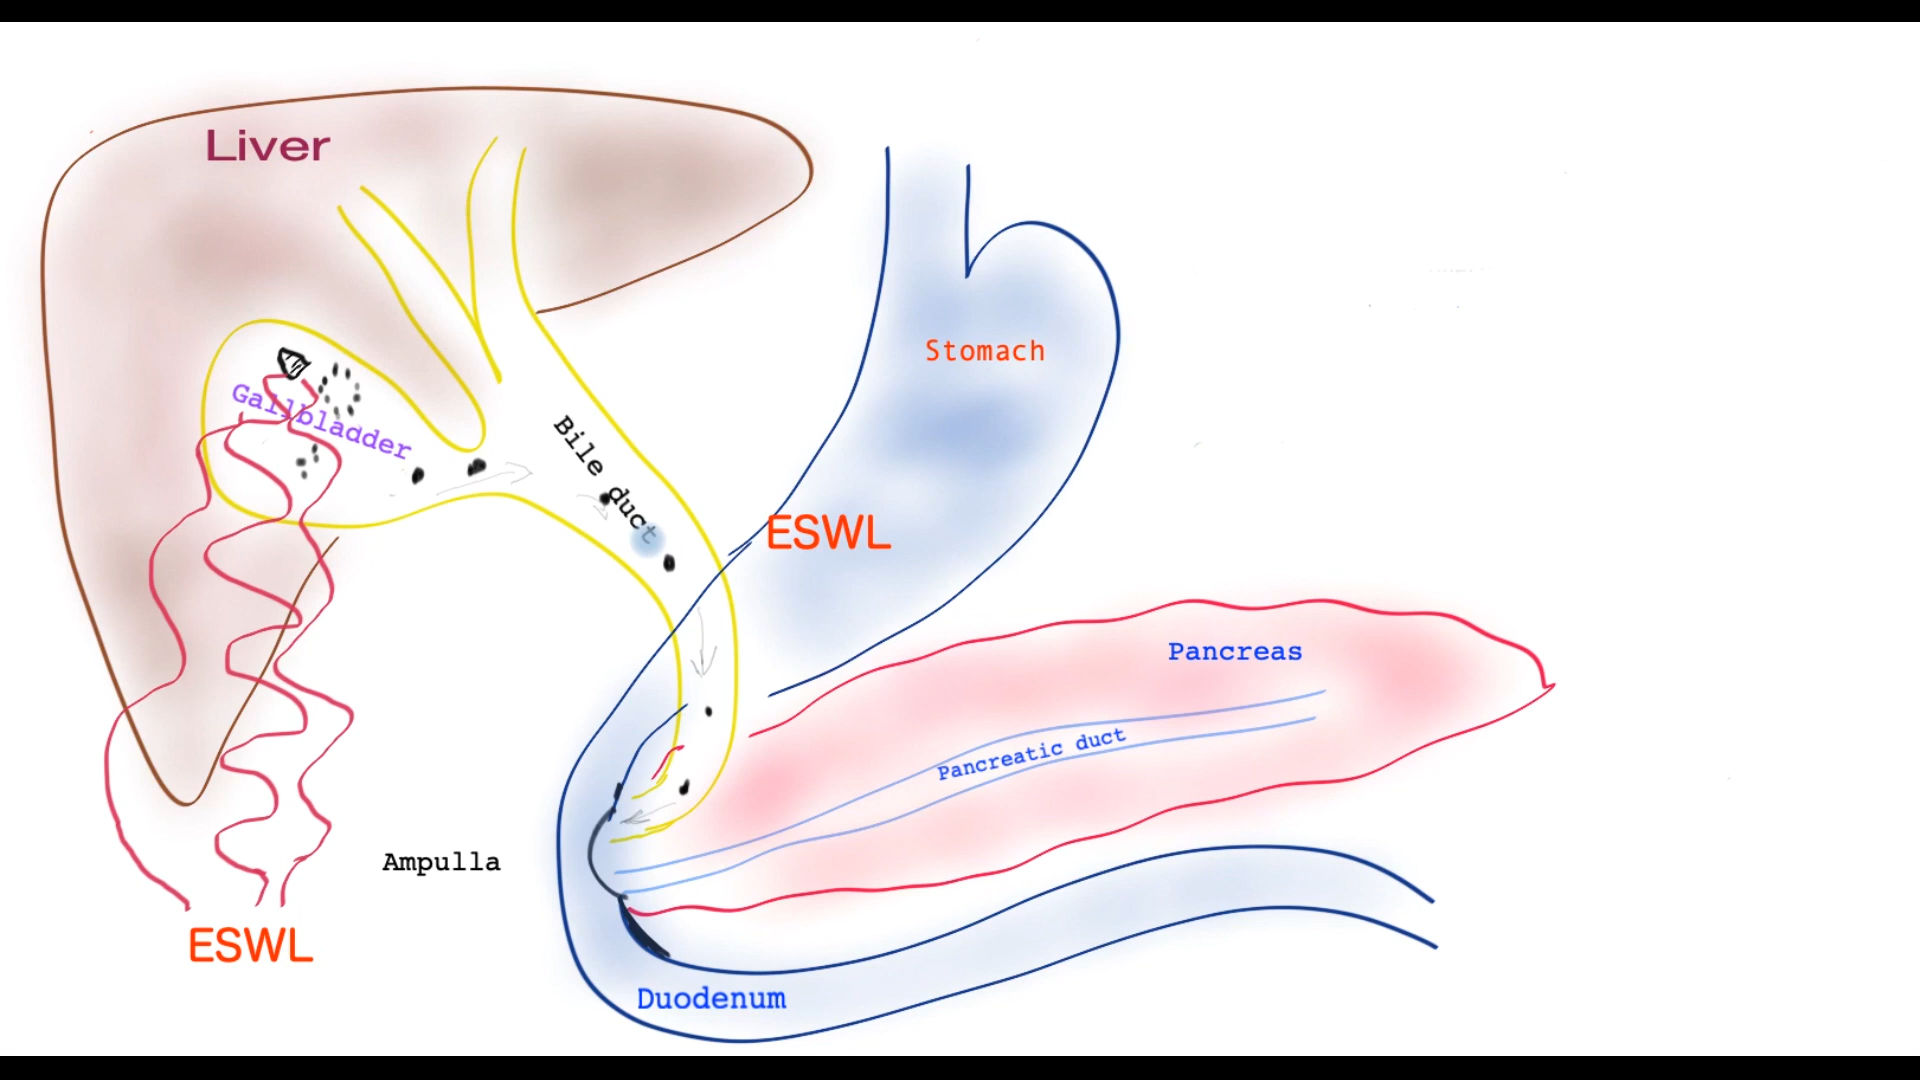 Liver
Stomach
Gallbladder
Bile duct
ESWL
Pancreas
Pancreatic duct
Ampulla
ESWL
Duodenum